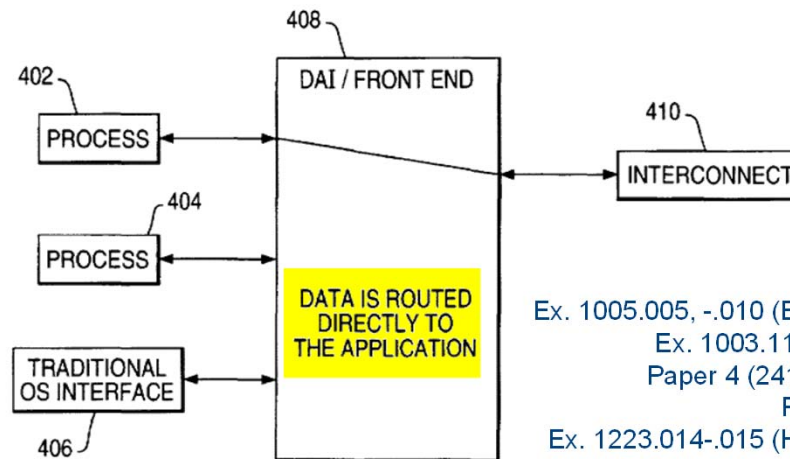 408
DAI / FRONT END
402
PROCESS
410
INTERCONNECT
404
PROCESS
DATA IS ROUTED
DIRECTLY TO
THE APPLICATION
TRADITIONAL
OS INTERFACE
406
Ex. 1005.005, -.010 (E
Ex. 1003.11
Paper 4 (241
Ex. 1223.014-.015 (H